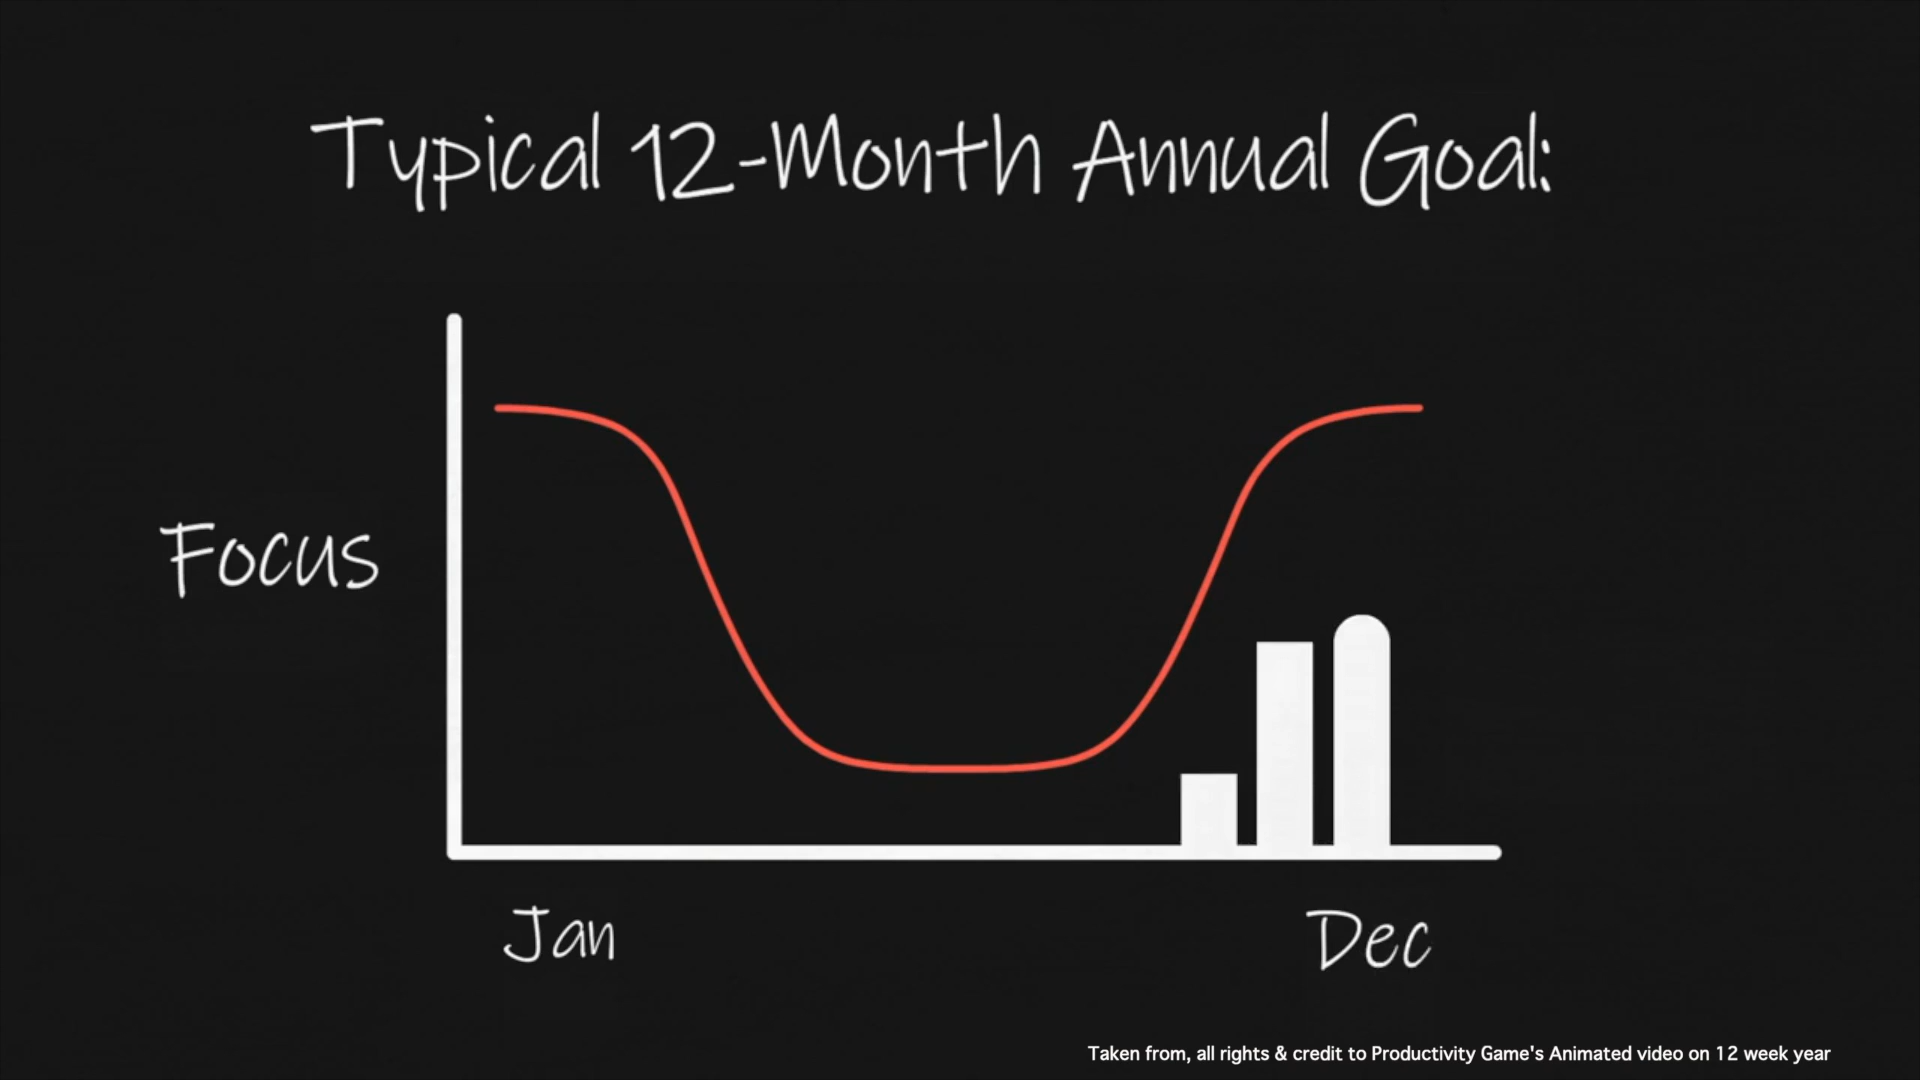 Typical 12-Month Annual Goal:
Focus
Jan
Dec
Taken from, all rights & credit to Productivity Game's Animated video on 12 week year